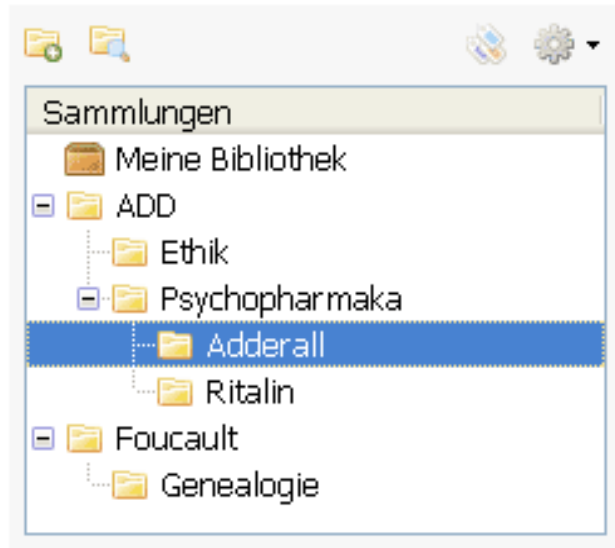 Sammlungen
Meine Bibliothek
ADD
Ethik
Psychopharmaka
Adderall
Ritalin
Foucault
Genealogie